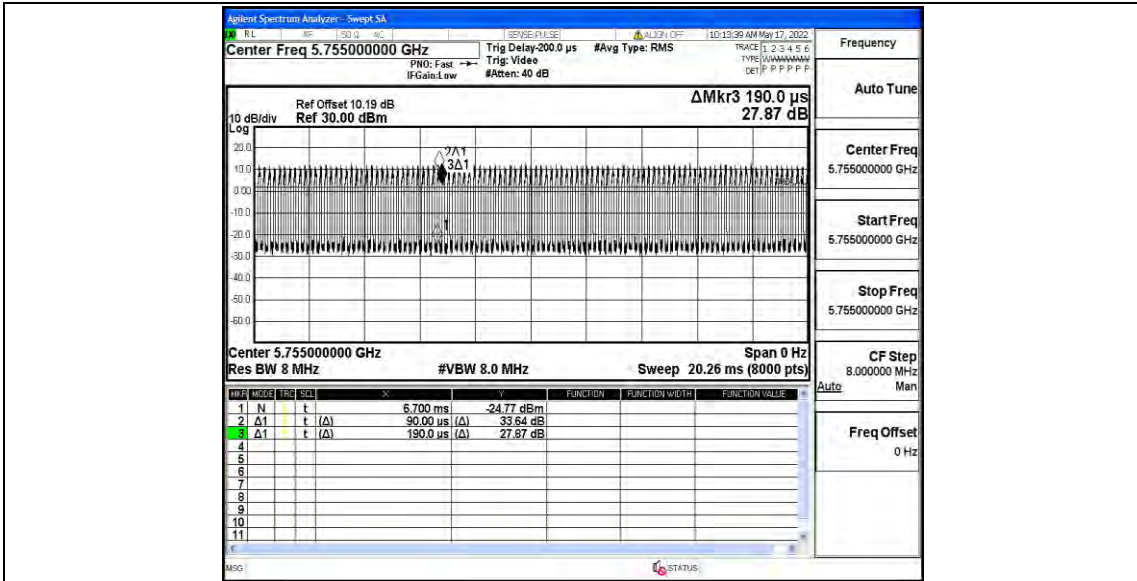 Agilent Spectrum Analyzer - Swept SA
RL RF 50 Ω AC SENSE:PULSE ALIGN OFF 10:13:39 AM May 17, 2022
Center Freq 5.755000000 GHz
PNO: Fast
IFGain:Low
Trig Delay-200.0 µs
Trig: Video
#Atten: 40 dB
#Avg Type: RMS
TRACE 1 2 3 4 5 6
TYPE WWWWWW
DET P P P P P P
Ref Offset 10.19 dB
Ref 30.00 dBm
10 dB/div
Log
ΔMkr3 190.0 µs
27.87 dB
20.0
10.0
0.00
-10.0
-20.0
-30.0
-40.0
-50.0
-60.0
2Δ1
3Δ1
1
Center 5.755000000 GHz
Span 0 Hz
Res BW 8 MHz
#VBW 8.0 MHz
Sweep 20.26 ms (8000 pts)
MKR MODE TRC SCL X Y FUNCTION FUNCTION WIDTH FUNCTION VALUE
1 N t 6.700 ms -24.77 dBm
2 Δ1 t (Δ) 90.00 µs (Δ) 33.64 dB
3 Δ1 t (Δ) 190.0 µs (Δ) 27.87 dB
4
5
6
7
8
9
10
11
MSG
STATUS
Frequency
Auto Tune
Center Freq
5.755000000 GHz
Start Freq
5.755000000 GHz
Stop Freq
5.755000000 GHz
CF Step
8.000000 MHz
Auto Man
Freq Offset
0 Hz